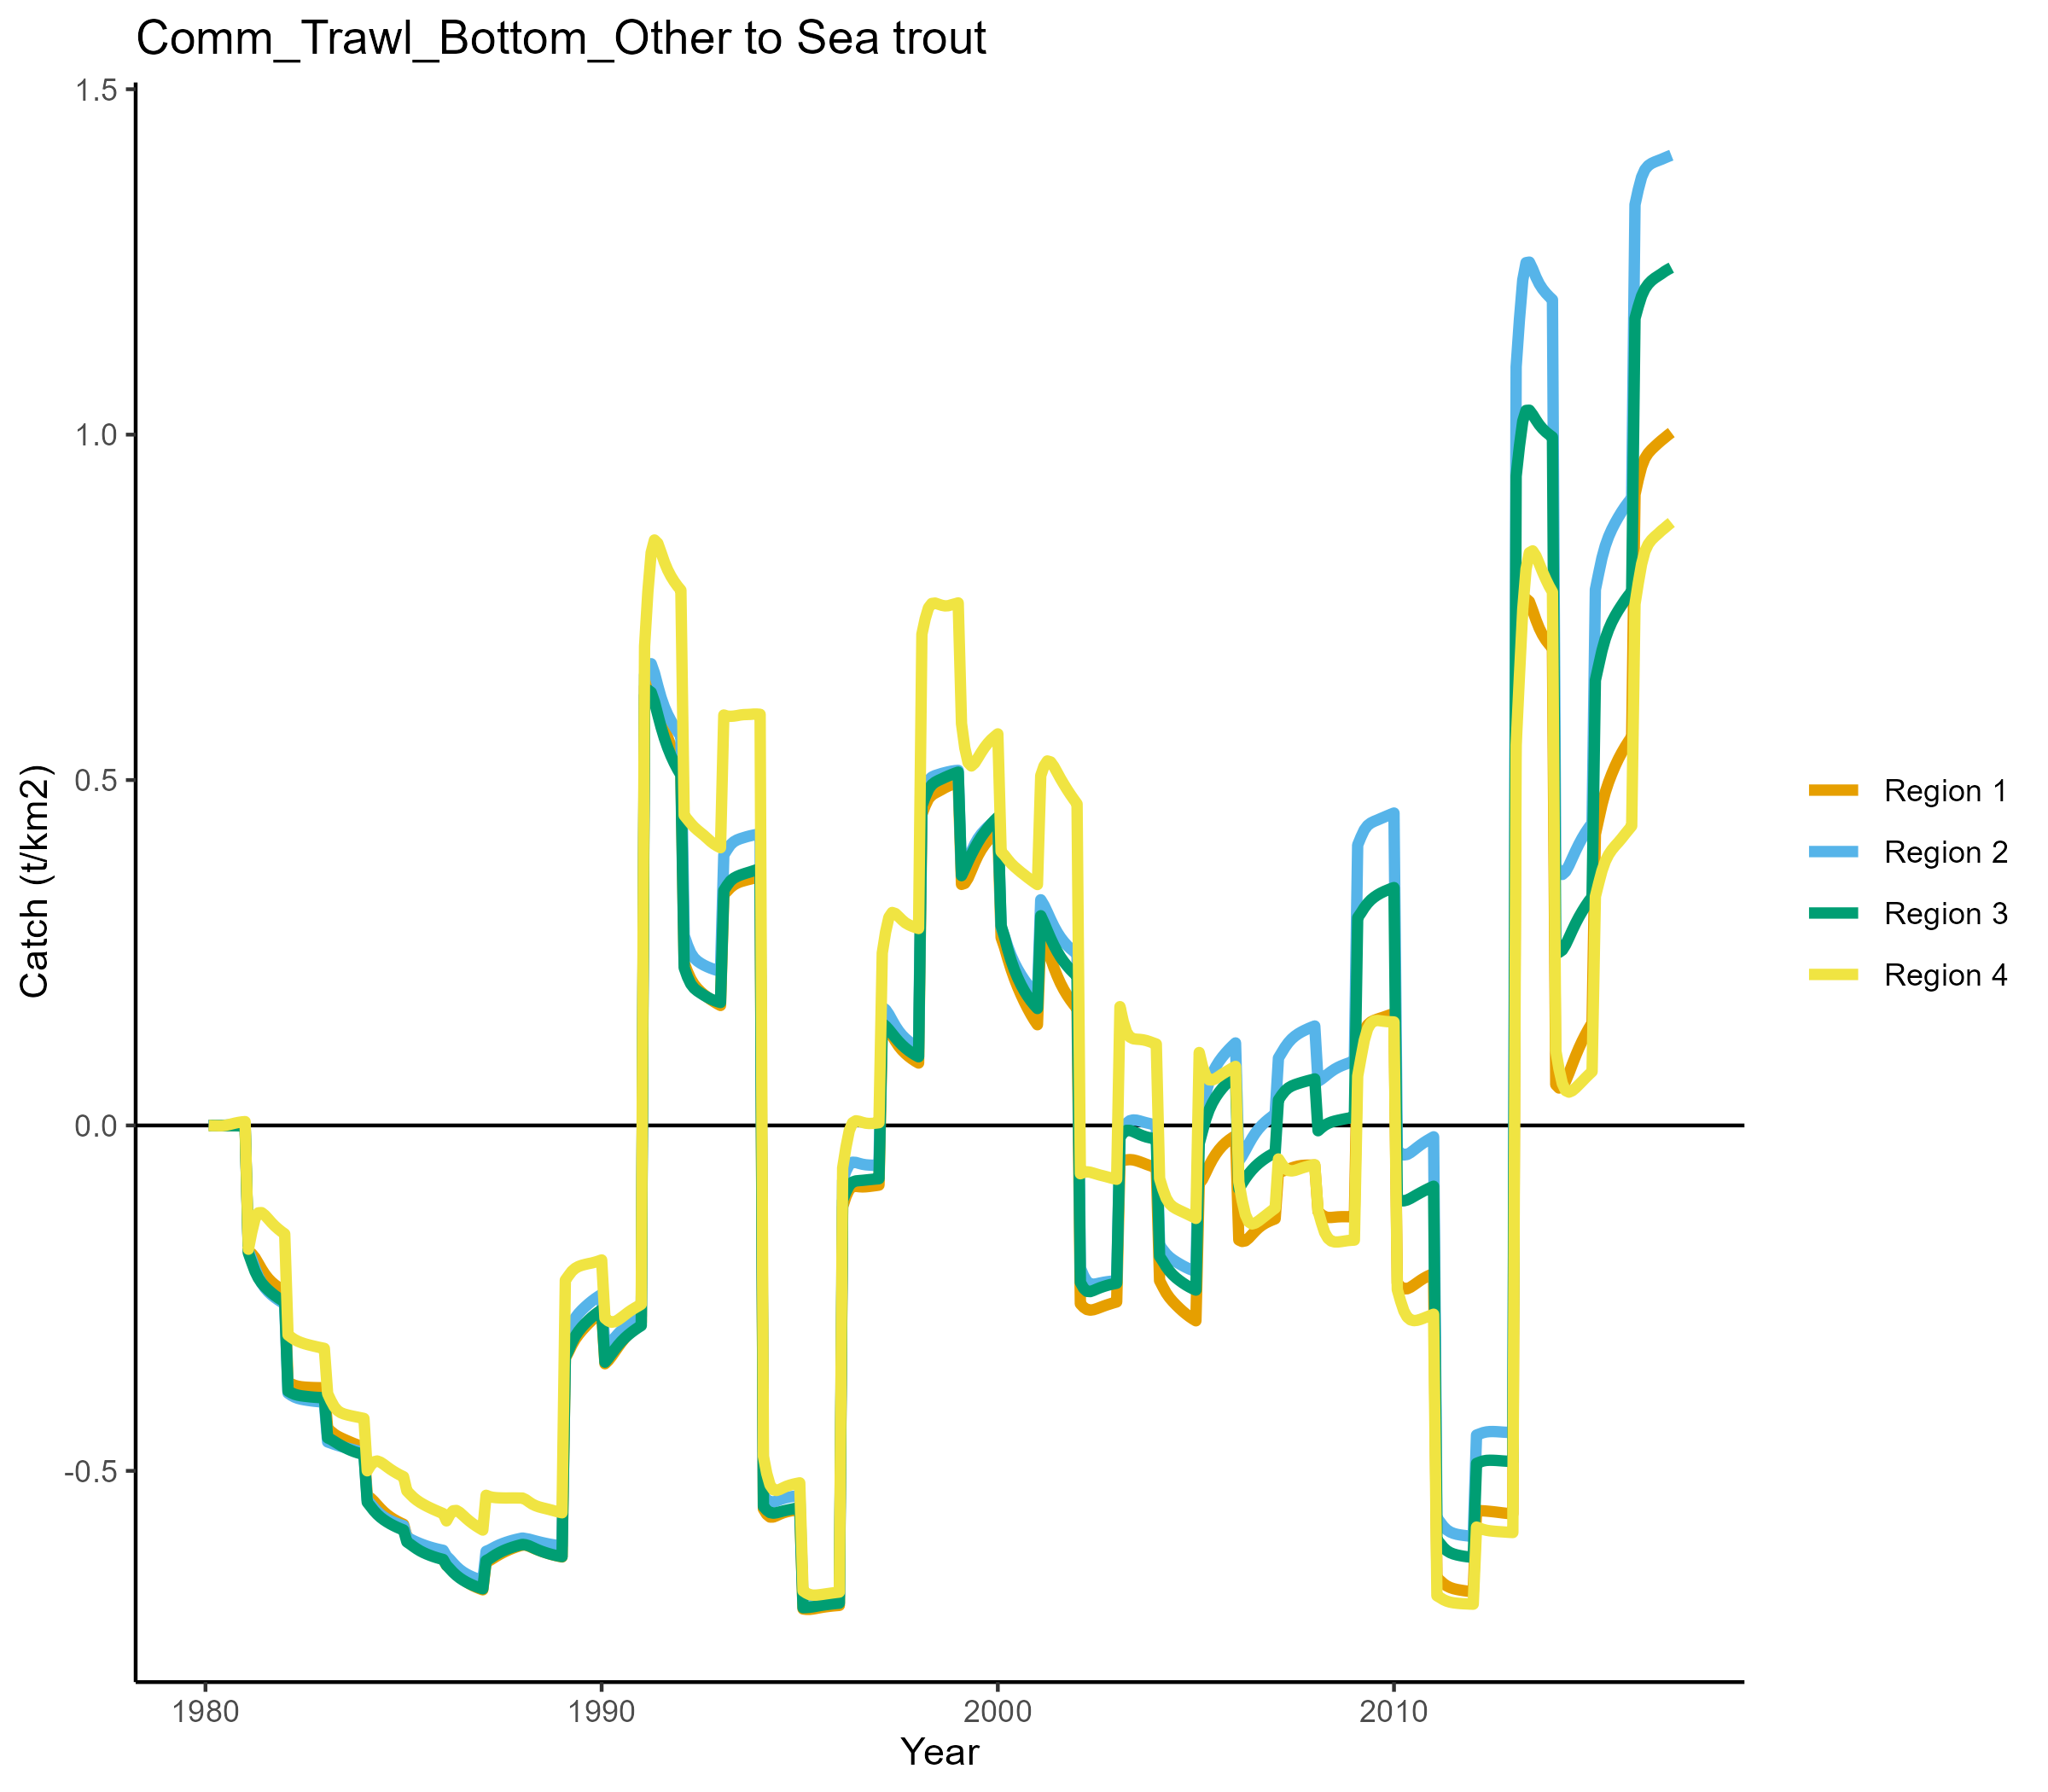 Comm_Trawl_Bottom_Other to Sea trout
1.5
1.0
0.5
0.0
-0.5
Catch (t/km2)
1980
1990
2000
2010
Year
Region 1
Region 2
Region 3
Region 4